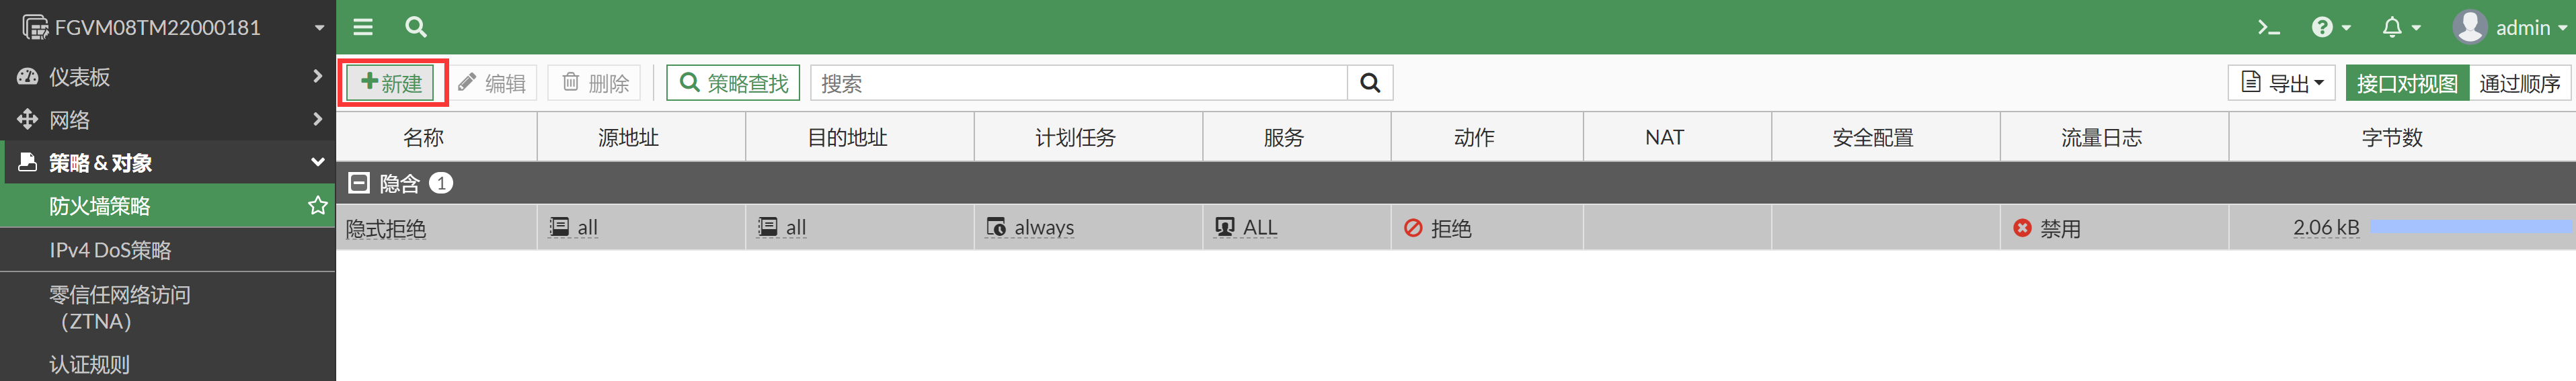 FGVM08TM22000181
admin
仪表板
新建 编辑 删除 策略查找 搜索 导出 接口对视图 通过顺序
网络
名称 源地址 目的地址 计划任务 服务 动作 NAT 安全配置 流量日志 字节数
策略 & 对象
隐含 1
防火墙策略
隐式拒绝 all all always ALL 拒绝 禁用 2.06 kB
IPv4 DoS策略
零信任网络访问
（ZTNA）
认证规则